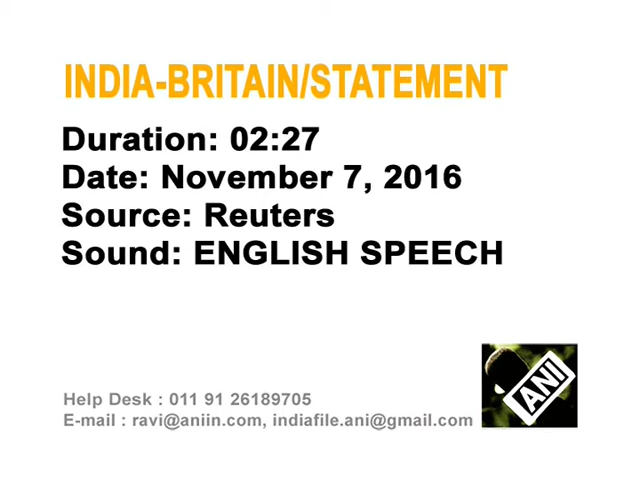 INDIA-BRITAIN/STATEMENT
Duration: 02:27
Date: November 7, 2016
Source: Reuters
Sound: ENGLISH SPEECH
Help Desk : 011 91 26189705
E-mail : ravi@aniin.com, indiafile.ani@gmail.com
ANI